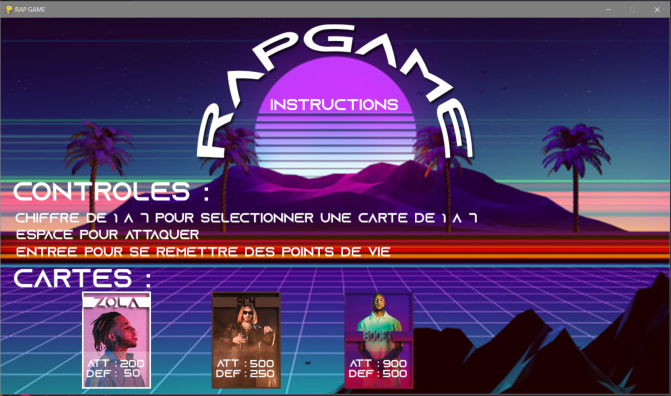 RAP GAME
RAPGAME
INSTRUCTIONS
CONTROLES :
CHIFFRE DE 1 A 7 POUR SELECTIONNER UNE CARTE DE 1 A 7
ESPACE POUR ATTAQUER
ENTREE POUR SE REMETTRE DES POINTS DE VIE
CARTES :
ZOLA
ATT : 200
DEF : 50
SCH
ATT : 500
DEF : 250
ATT : 900
DEF : 500